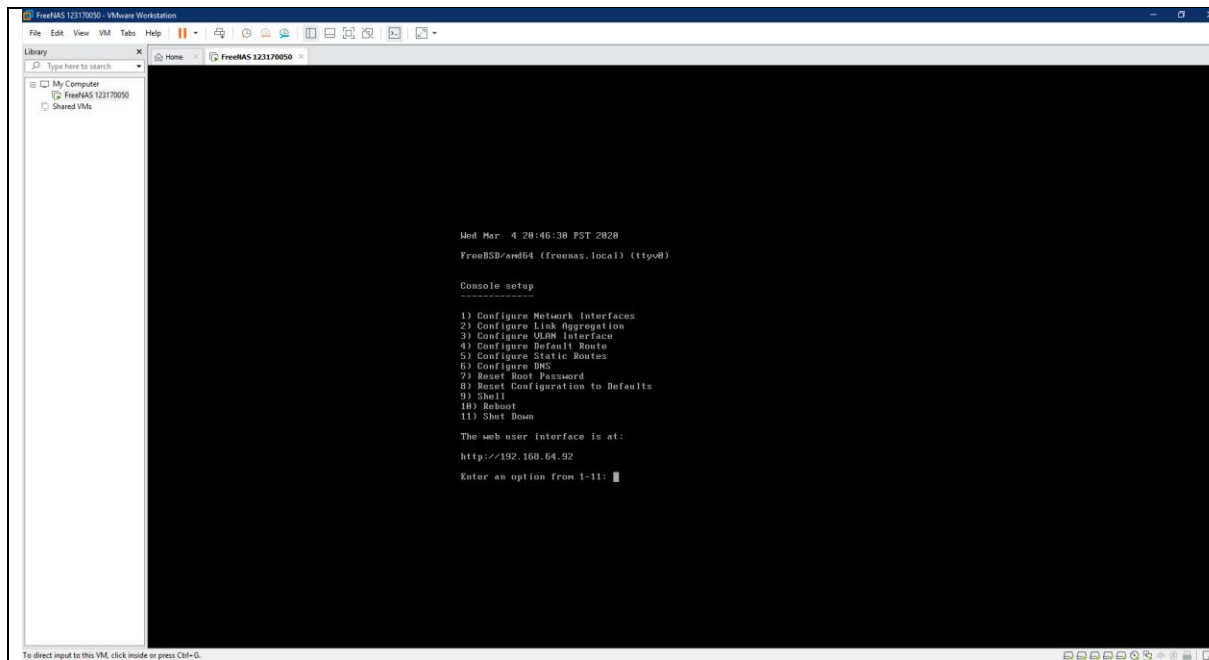 FreeNAS 123170050 - VMware Workstation
File Edit View VM Tabs Help
Library
Type here to search
My Computer
FreeNAS 123170050
Shared VMs
Home
FreeNAS 123170050
Wed Mar 4 20:46:30 PST 2020
FreeBSD/amd64 (freenas.local) (ttyv0)
Console setup
-------------
1) Configure Network Interfaces
2) Configure Link Aggregation
3) Configure VLAN Interface
4) Configure Default Route
5) Configure Static Routes
6) Configure DNS
7) Reset Root Password
8) Reset Configuration to Defaults
9) Shell
10) Reboot
11) Shut Down
The web user interface is at:
http://192.168.64.92
Enter an option from 1-11:
To direct input to this VM, click inside or press Ctrl+G.